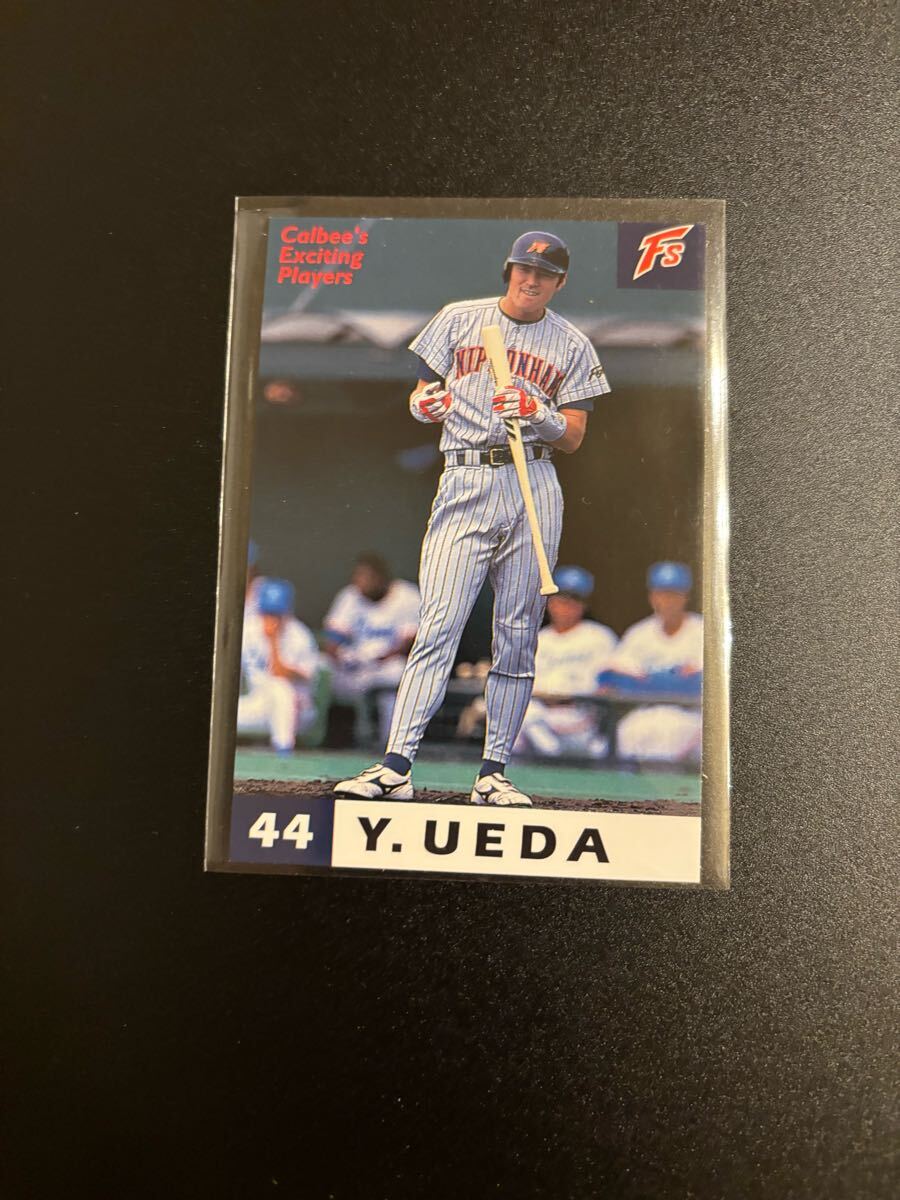 Calbee's
Exciting
Players
Fs
NIPPONHAM
44 Y. UEDA